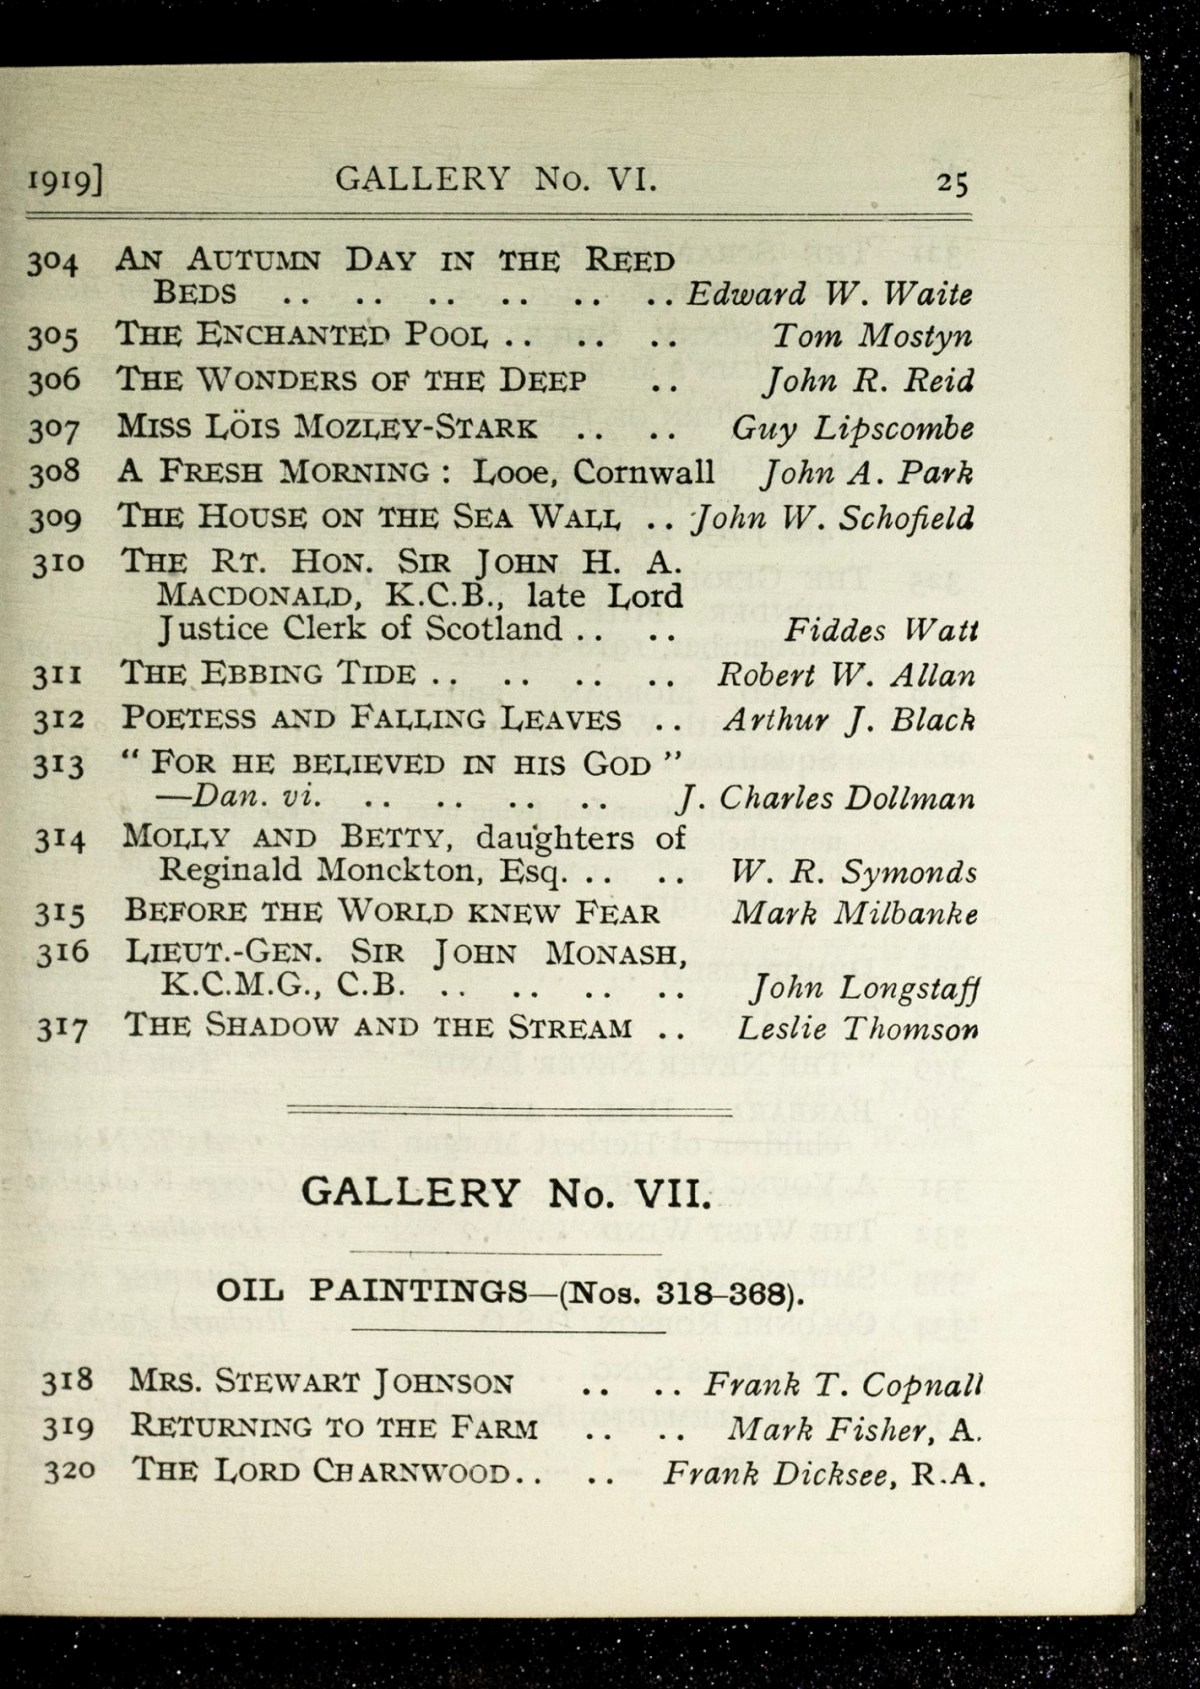 1919] GALLERY No. VI. 25
304 AN AUTUMN DAY IN THE REED
BEDS .. .. .. .. .. .. Edward W. Waite
305 THE ENCHANTED POOL .. .. .. Tom Mostyn
306 THE WONDERS OF THE DEEP .. John R. Reid
307 MISS LÖIS MOZLEY-STARK .. .. Guy Lipscombe
308 A FRESH MORNING : Looe, Cornwall John A. Park
309 THE HOUSE ON THE SEA WALL .. John W. Schofield
310 THE RT. HON. SIR JOHN H. A.
MACDONALD, K.C.B., late Lord
Justice Clerk of Scotland .. .. Fiddes Watt
311 THE EBBING TIDE .. .. .. .. Robert W. Allan
312 POETESS AND FALLING LEAVES .. Arthur J. Black
313 “ FOR HE BELIEVED IN HIS GOD ”
—Dan. vi. .. .. .. .. J. Charles Dollman
314 MOLLY AND BETTY, daughters of
Reginald Monckton, Esq. .. .. W. R. Symonds
315 BEFORE THE WORLD KNEW FEAR Mark Milbanke
316 LIEUT.-GEN. SIR JOHN MONASH,
K.C.M.G., C.B. .. .. .. .. John Longstaff
317 THE SHADOW AND THE STREAM .. Leslie Thomson
GALLERY No. VII.
OIL PAINTINGS—(Nos. 318–368).
318 MRS. STEWART JOHNSON .. .. Frank T. Copnall
319 RETURNING TO THE FARM .. .. Mark Fisher, A.
320 THE LORD CHARNWOOD .. .. Frank Dicksee, R.A.